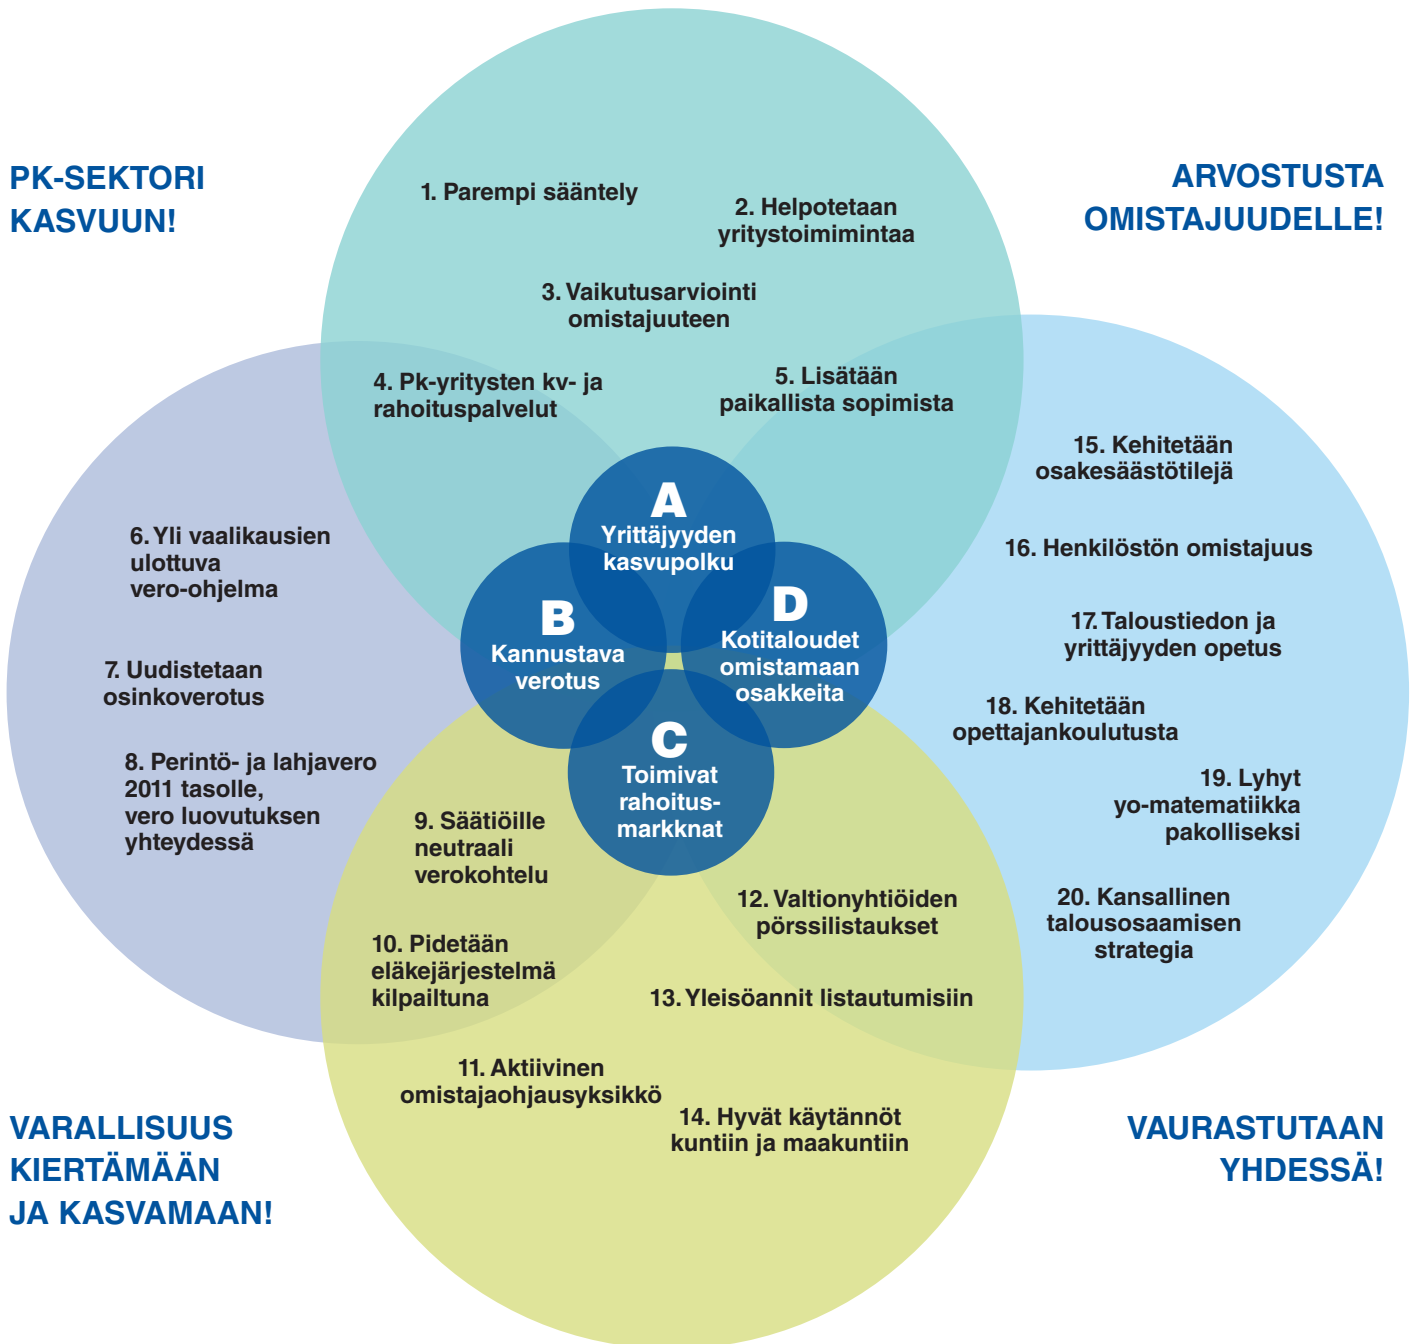 PK-SEKTORI
KASVUUN!
ARVOSTUSTA
OMISTAJUUDELLE!
1. Parempi sääntely
2. Helpotetaan
yritystoimimintaa
3. Vaikutusarviointi
omistajuuteen
4. Pk-yritysten kv- ja
rahoituspalvelut
5. Lisätään
paikallista sopimista
A
Yrittäjyyden
kasvupolku
B
Kannustava
verotus
D
Kotitaloudet
omistamaan
osakkeita
C
Toimivat
rahoitus-
markknat
6. Yli vaalikausien
ulottuva
vero-ohjelma
7. Uudistetaan
osinkoverotus
8. Perintö- ja lahjavero
2011 tasolle,
vero luovutuksen
yhteydessä
9. Säätiöille
neutraali
verokohtelu
10. Pidetään
eläkejärjestelmä
kilpailtuna
11. Aktiivinen
omistajaohjausyksikkö
12. Valtionyhtiöiden
pörssilistaukset
13. Yleisöannit listautumisiin
14. Hyvät käytännöt
kuntiin ja maakuntiin
15. Kehitetään
osakesäästötilejä
16. Henkilöstön omistajuus
17. Taloustiedon ja
yrittäjyyden opetus
18. Kehitetään
opettajankoulutusta
19. Lyhyt
yo-matematiikka
pakolliseksi
20. Kansallinen
talousosaamisen
strategia
VARALLISUUS
KIERTÄMÄÄN
JA KASVAMAAN!
VAURASTUTAAN
YHDESSÄ!